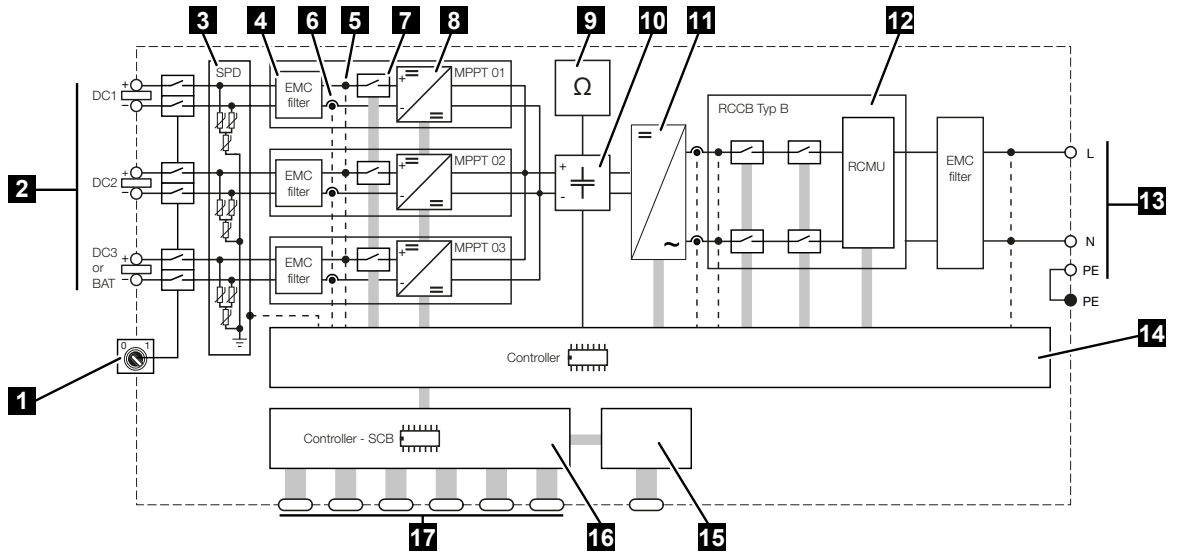 3 4 6 5 7 8 9 10 11 12
SPD
MPPT 01
EMC
filter
DC1
+
−
+
-
=
=
Ω
RCCB Typ B
RCMU
EMC
filter
L
2
MPPT 02
EMC
filter
DC2
+
−
+
-
=
=
+
-
=
~
13
N
MPPT 03
EMC
filter
DC3
or
BAT
+
−
+
-
=
=
PE
PE
0 1
1
Controller
14
Controller - SCB
17 16 15